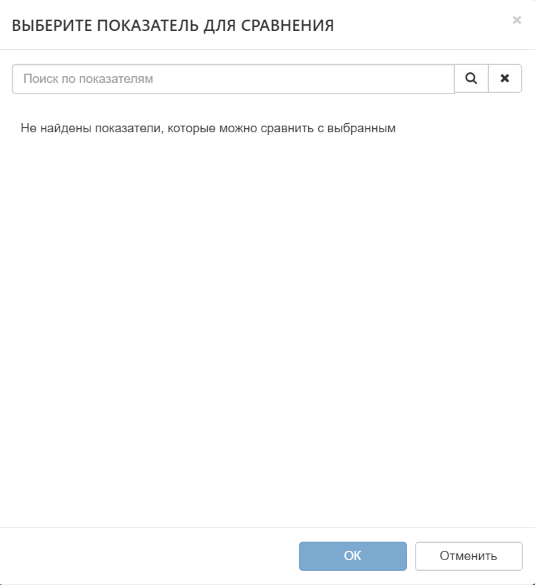 ВЫБЕРИТЕ ПОКАЗАТЕЛЬ ДЛЯ СРАВНЕНИЯ
Поиск по показателям
Не найдены показатели, которые можно сравнить с выбранным
ОК
Отменить